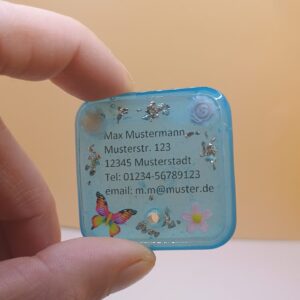 Max Mustermann
Musterstr. 123
12345 Musterstadt
Tel: 01234-56789123
email: m.m@muster.de